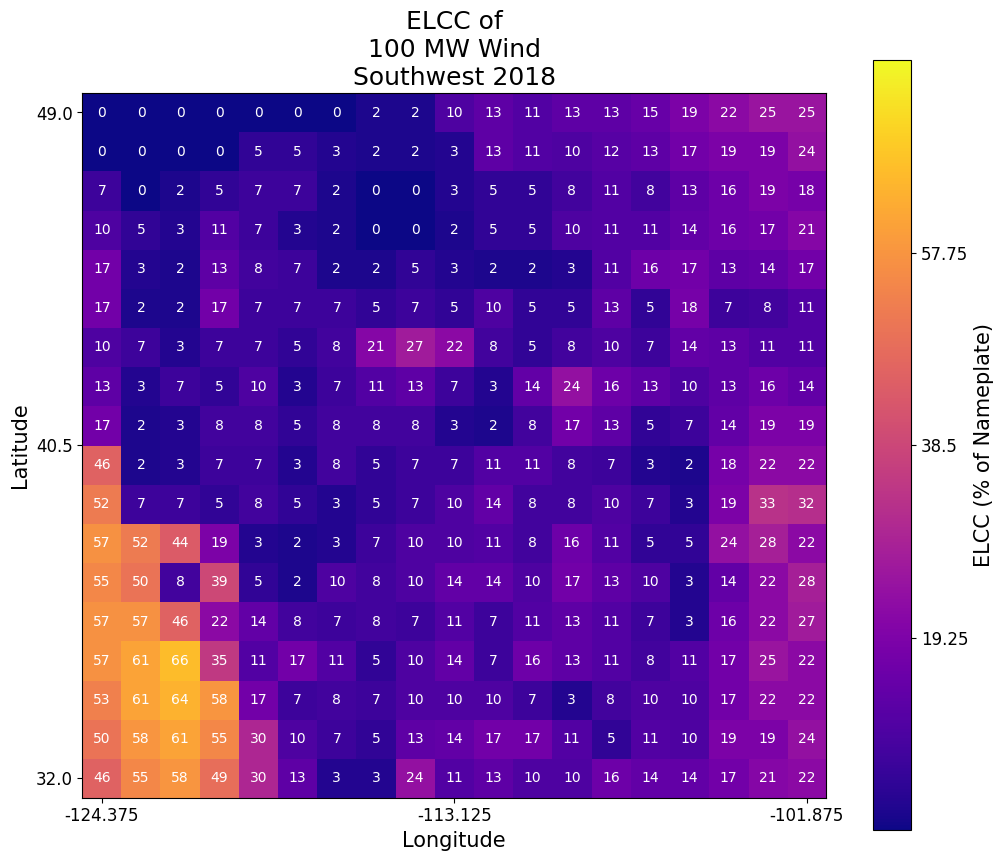 ELCC of
100 MW Wind
Southwest 2018
49.0 0 0 0 0 0 0 0 2 2 10 13 11 13 13 15 19 22 25 25
0 0 0 0 5 5 3 2 2 3 13 11 10 12 13 17 19 19 24
7 0 2 5 7 7 2 0 0 3 5 5 8 11 8 13 16 19 18
10 5 3 11 7 3 2 0 0 2 5 5 10 11 11 14 16 17 21
17 3 2 13 8 7 2 2 5 3 2 2 3 11 16 17 13 14 17
17 2 2 17 7 7 7 5 7 5 10 5 5 13 5 18 7 8 11
10 7 3 7 7 5 8 21 27 22 8 5 8 10 7 14 13 11 11
13 3 7 5 10 3 7 11 13 7 3 14 24 16 13 10 13 16 14
40.5 17 2 3 8 8 5 8 8 8 3 2 8 17 13 5 7 14 19 19
46 2 3 7 7 3 8 5 7 7 11 11 8 7 3 2 18 22 22
52 7 7 5 8 5 3 5 7 10 14 8 8 10 7 3 19 33 32
57 52 44 19 3 2 3 7 10 10 11 8 16 11 5 5 24 28 22
55 50 8 39 5 2 10 8 10 14 14 10 17 13 10 3 14 22 28
57 57 46 22 14 8 7 8 7 11 7 11 13 11 7 3 16 22 27
57 61 66 35 11 17 11 5 10 14 7 16 13 11 8 11 17 25 22
53 61 64 58 17 7 8 7 10 10 10 7 3 8 10 10 17 22 22
50 58 61 55 30 10 7 5 13 14 17 17 11 5 11 10 19 19 24
32.0 46 55 58 49 30 13 3 3 24 11 13 10 10 16 14 14 17 21 22
-124.375 -113.125 -101.875
Longitude
Latitude
57.75
38.5
19.25
ELCC (% of Nameplate)